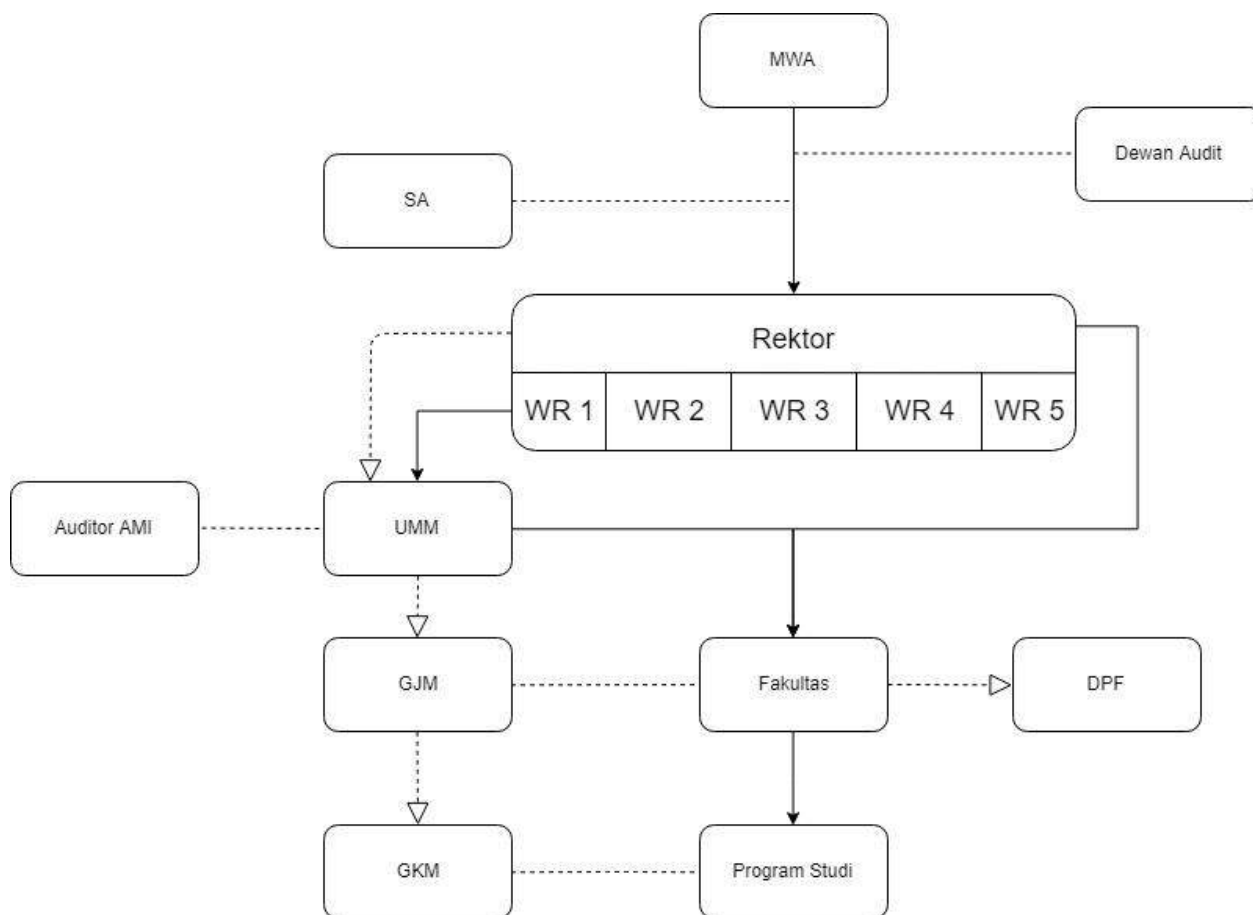 MWA
Dewan Audit
SA
Rektor
WR 1 WR 2 WR 3 WR 4 WR 5
Auditor AMI
UMM
GJM
Fakultas
DPF
GKM
Program Studi